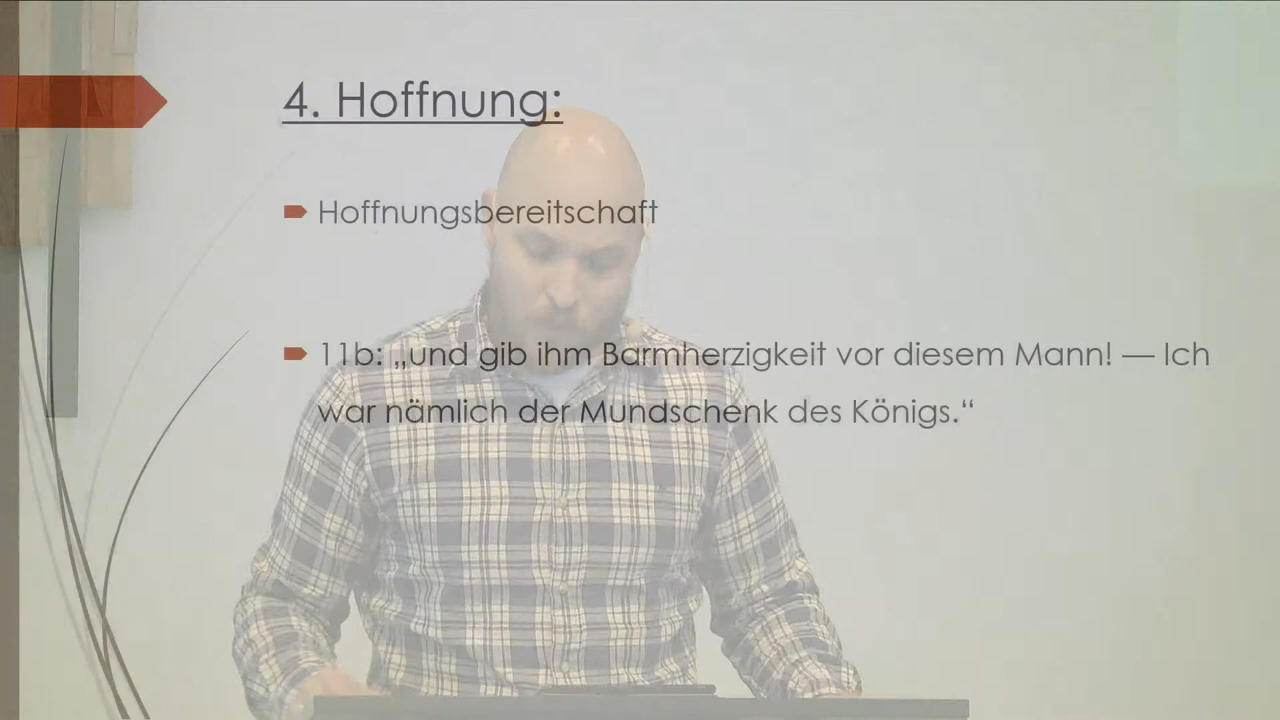 4. Hoffnung:
Hoffnungsbereitschaft
11b: „und gib ihm Barmherzigkeit vor diesem Mann! — Ich
war nämlich der Mundschenk des Königs.“